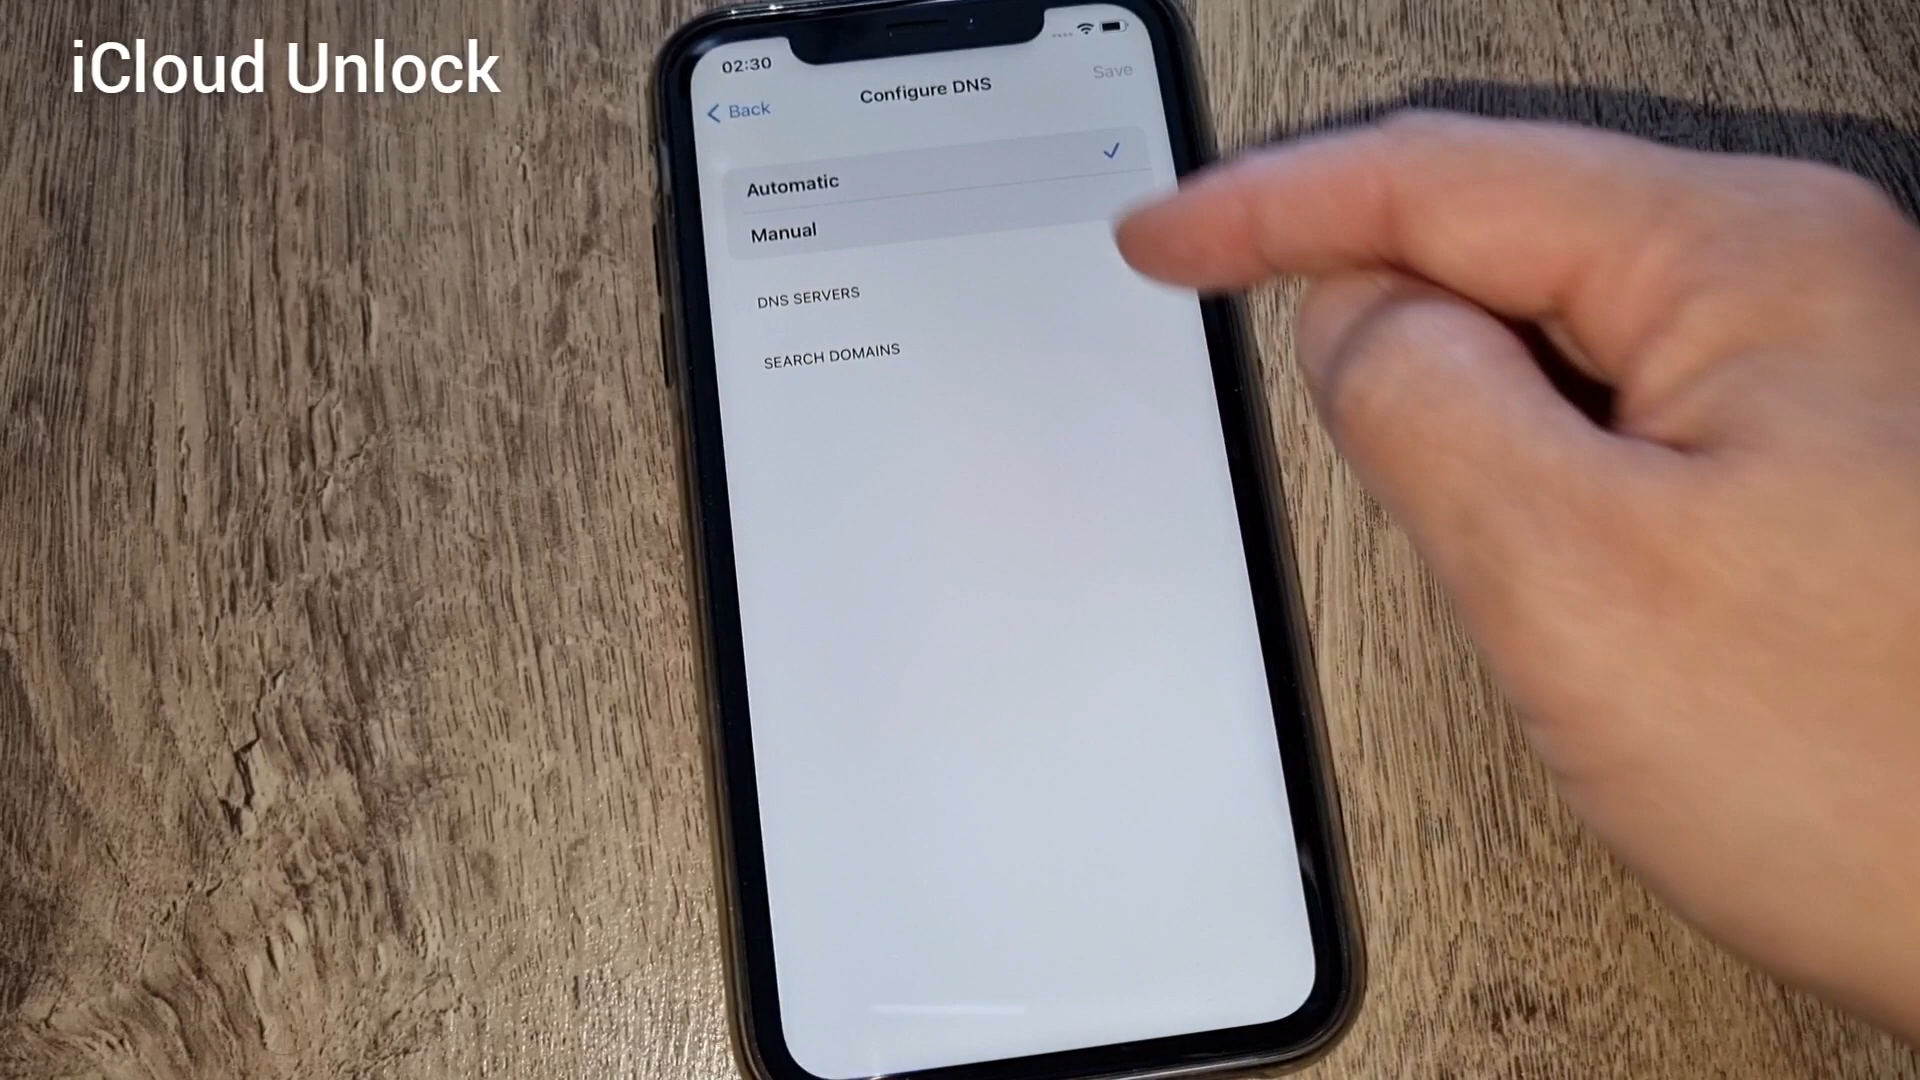 iCloud Unlock
02:30
Back
Configure DNS
Save
Automatic
Manual
DNS SERVERS
SEARCH DOMAINS